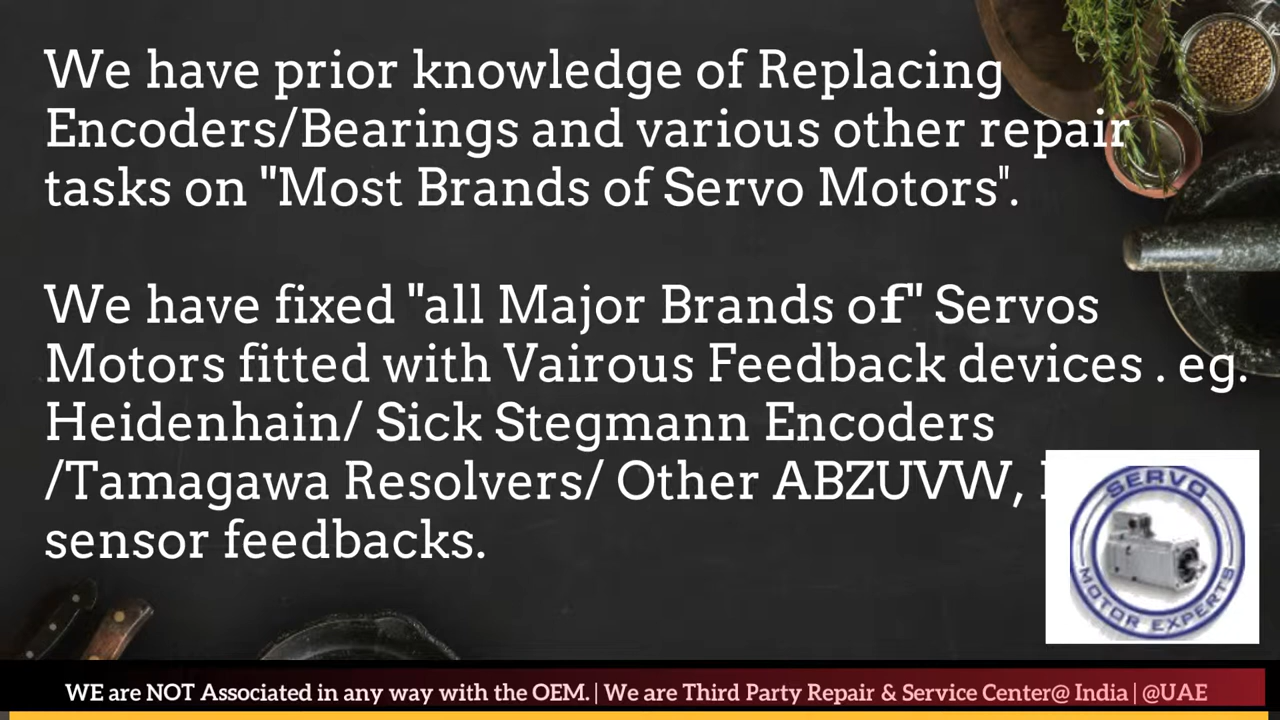 We have prior knowledge of Replacing
Encoders/Bearings and various other repair
tasks on "Most Brands of Servo Motors".
We have fixed "all Major Brands of" Servos
Motors fitted with Vairous Feedback devices . eg.
Heidenhain/ Sick Stegmann Encoders
/Tamagawa Resolvers/ Other ABZUVW,
sensor feedbacks.
SERVO
MOTOR EXPERTS
WE are NOT Associated in any way with the OEM. | We are Third Party Repair & Service Center@ India | @UAE